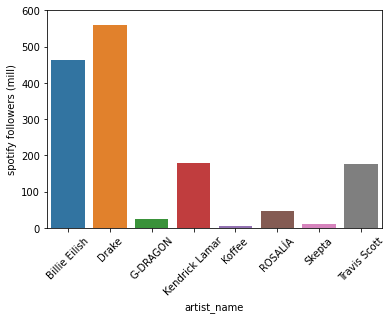 600
500
400
300
200
100
0
spotify followers (mill)
Billie Eilish
Drake
G-DRAGON
Kendrick Lamar
Koffee
ROSALÍA
Skepta
Travis Scott
artist_name